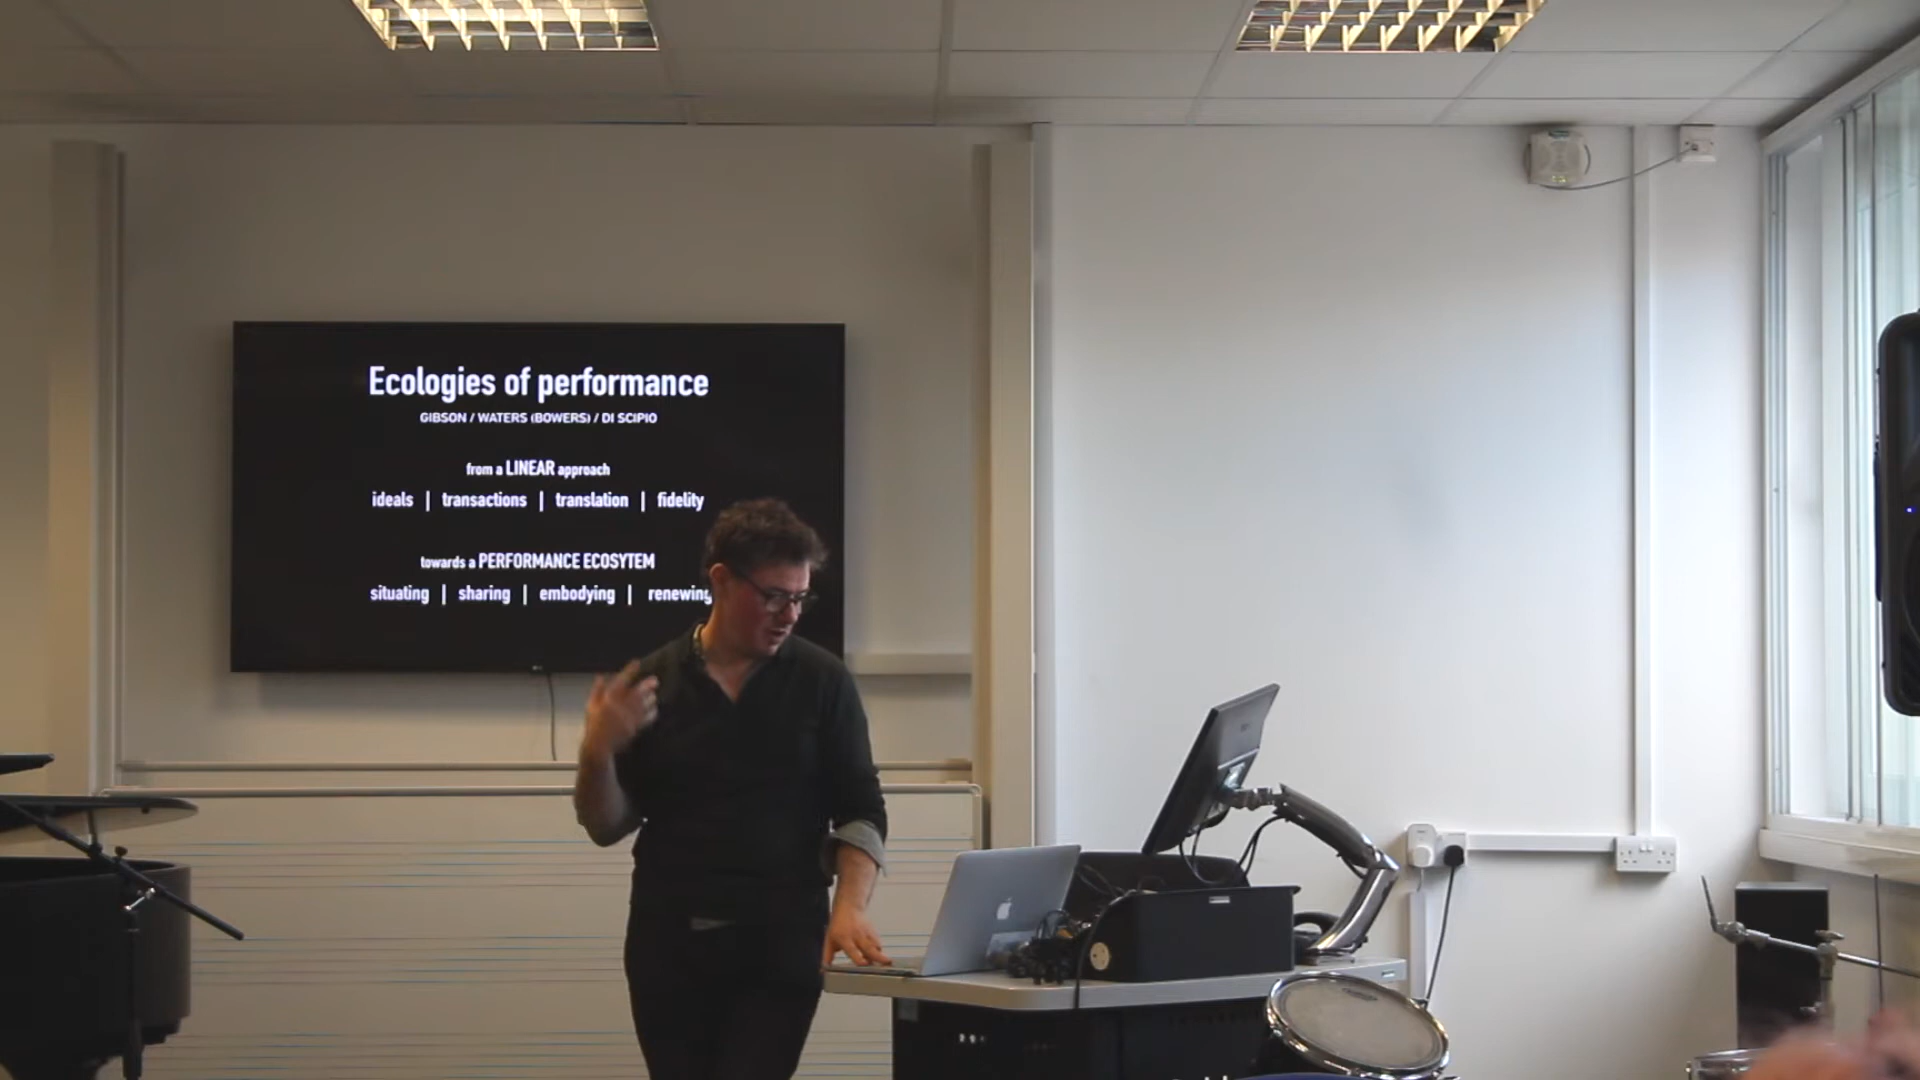 Ecologies of performance
GIBSON / WATERS (BOWERS) / DI SCIPIO
from a LINEAR approach
ideals | transactions | translation | fidelity
towards a PERFORMANCE ECOSYTEM
situating | sharing | embodying | renewing